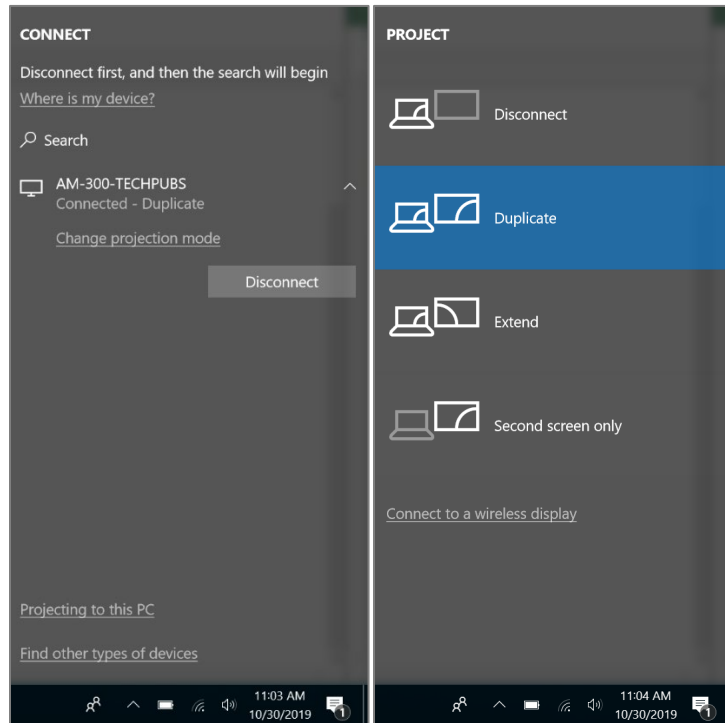 CONNECT
Disconnect first, and then the search will begin
Where is my device?
Search
AM-300-TECHPUBS
Connected - Duplicate
Change projection mode
Disconnect
Projecting to this PC
Find other types of devices
11:03 AM
10/30/2019
1
PROJECT
Disconnect
Duplicate
Extend
Second screen only
Connect to a wireless display
11:04 AM
10/30/2019
1